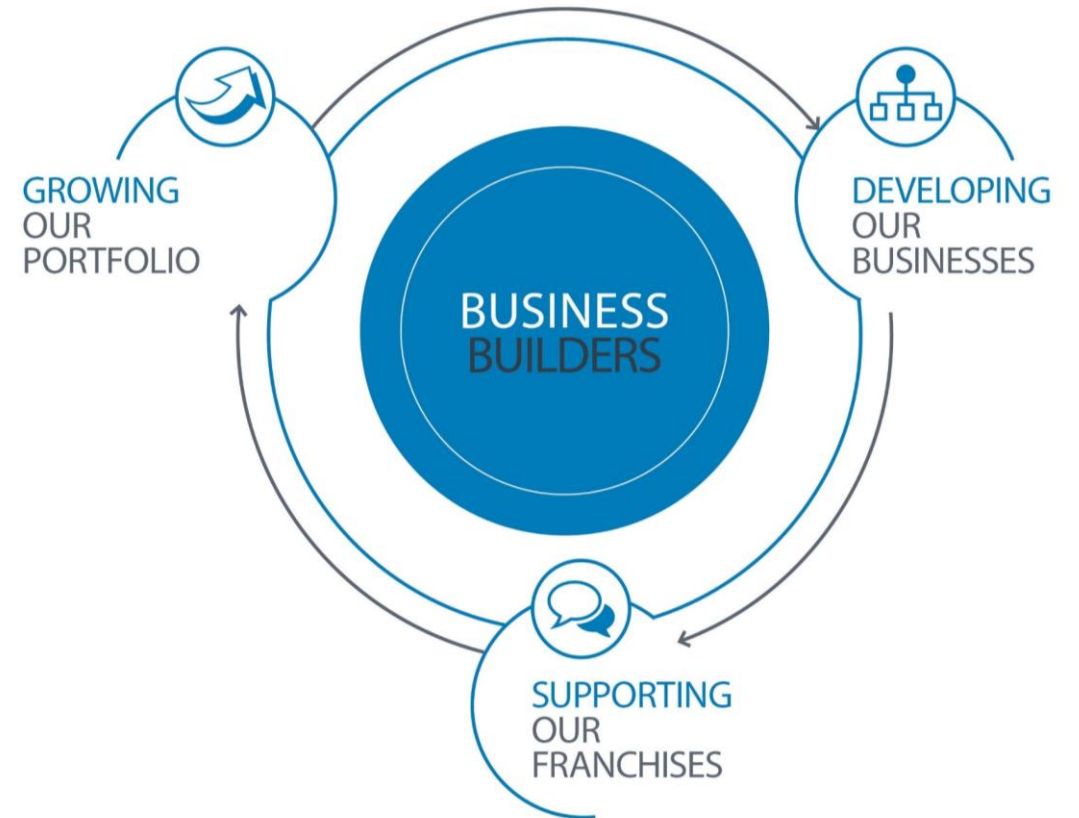 GROWING
OUR
PORTFOLIO
DEVELOPING
OUR
BUSINESSES
BUSINESS
BUILDERS
SUPPORTING
OUR
FRANCHISES